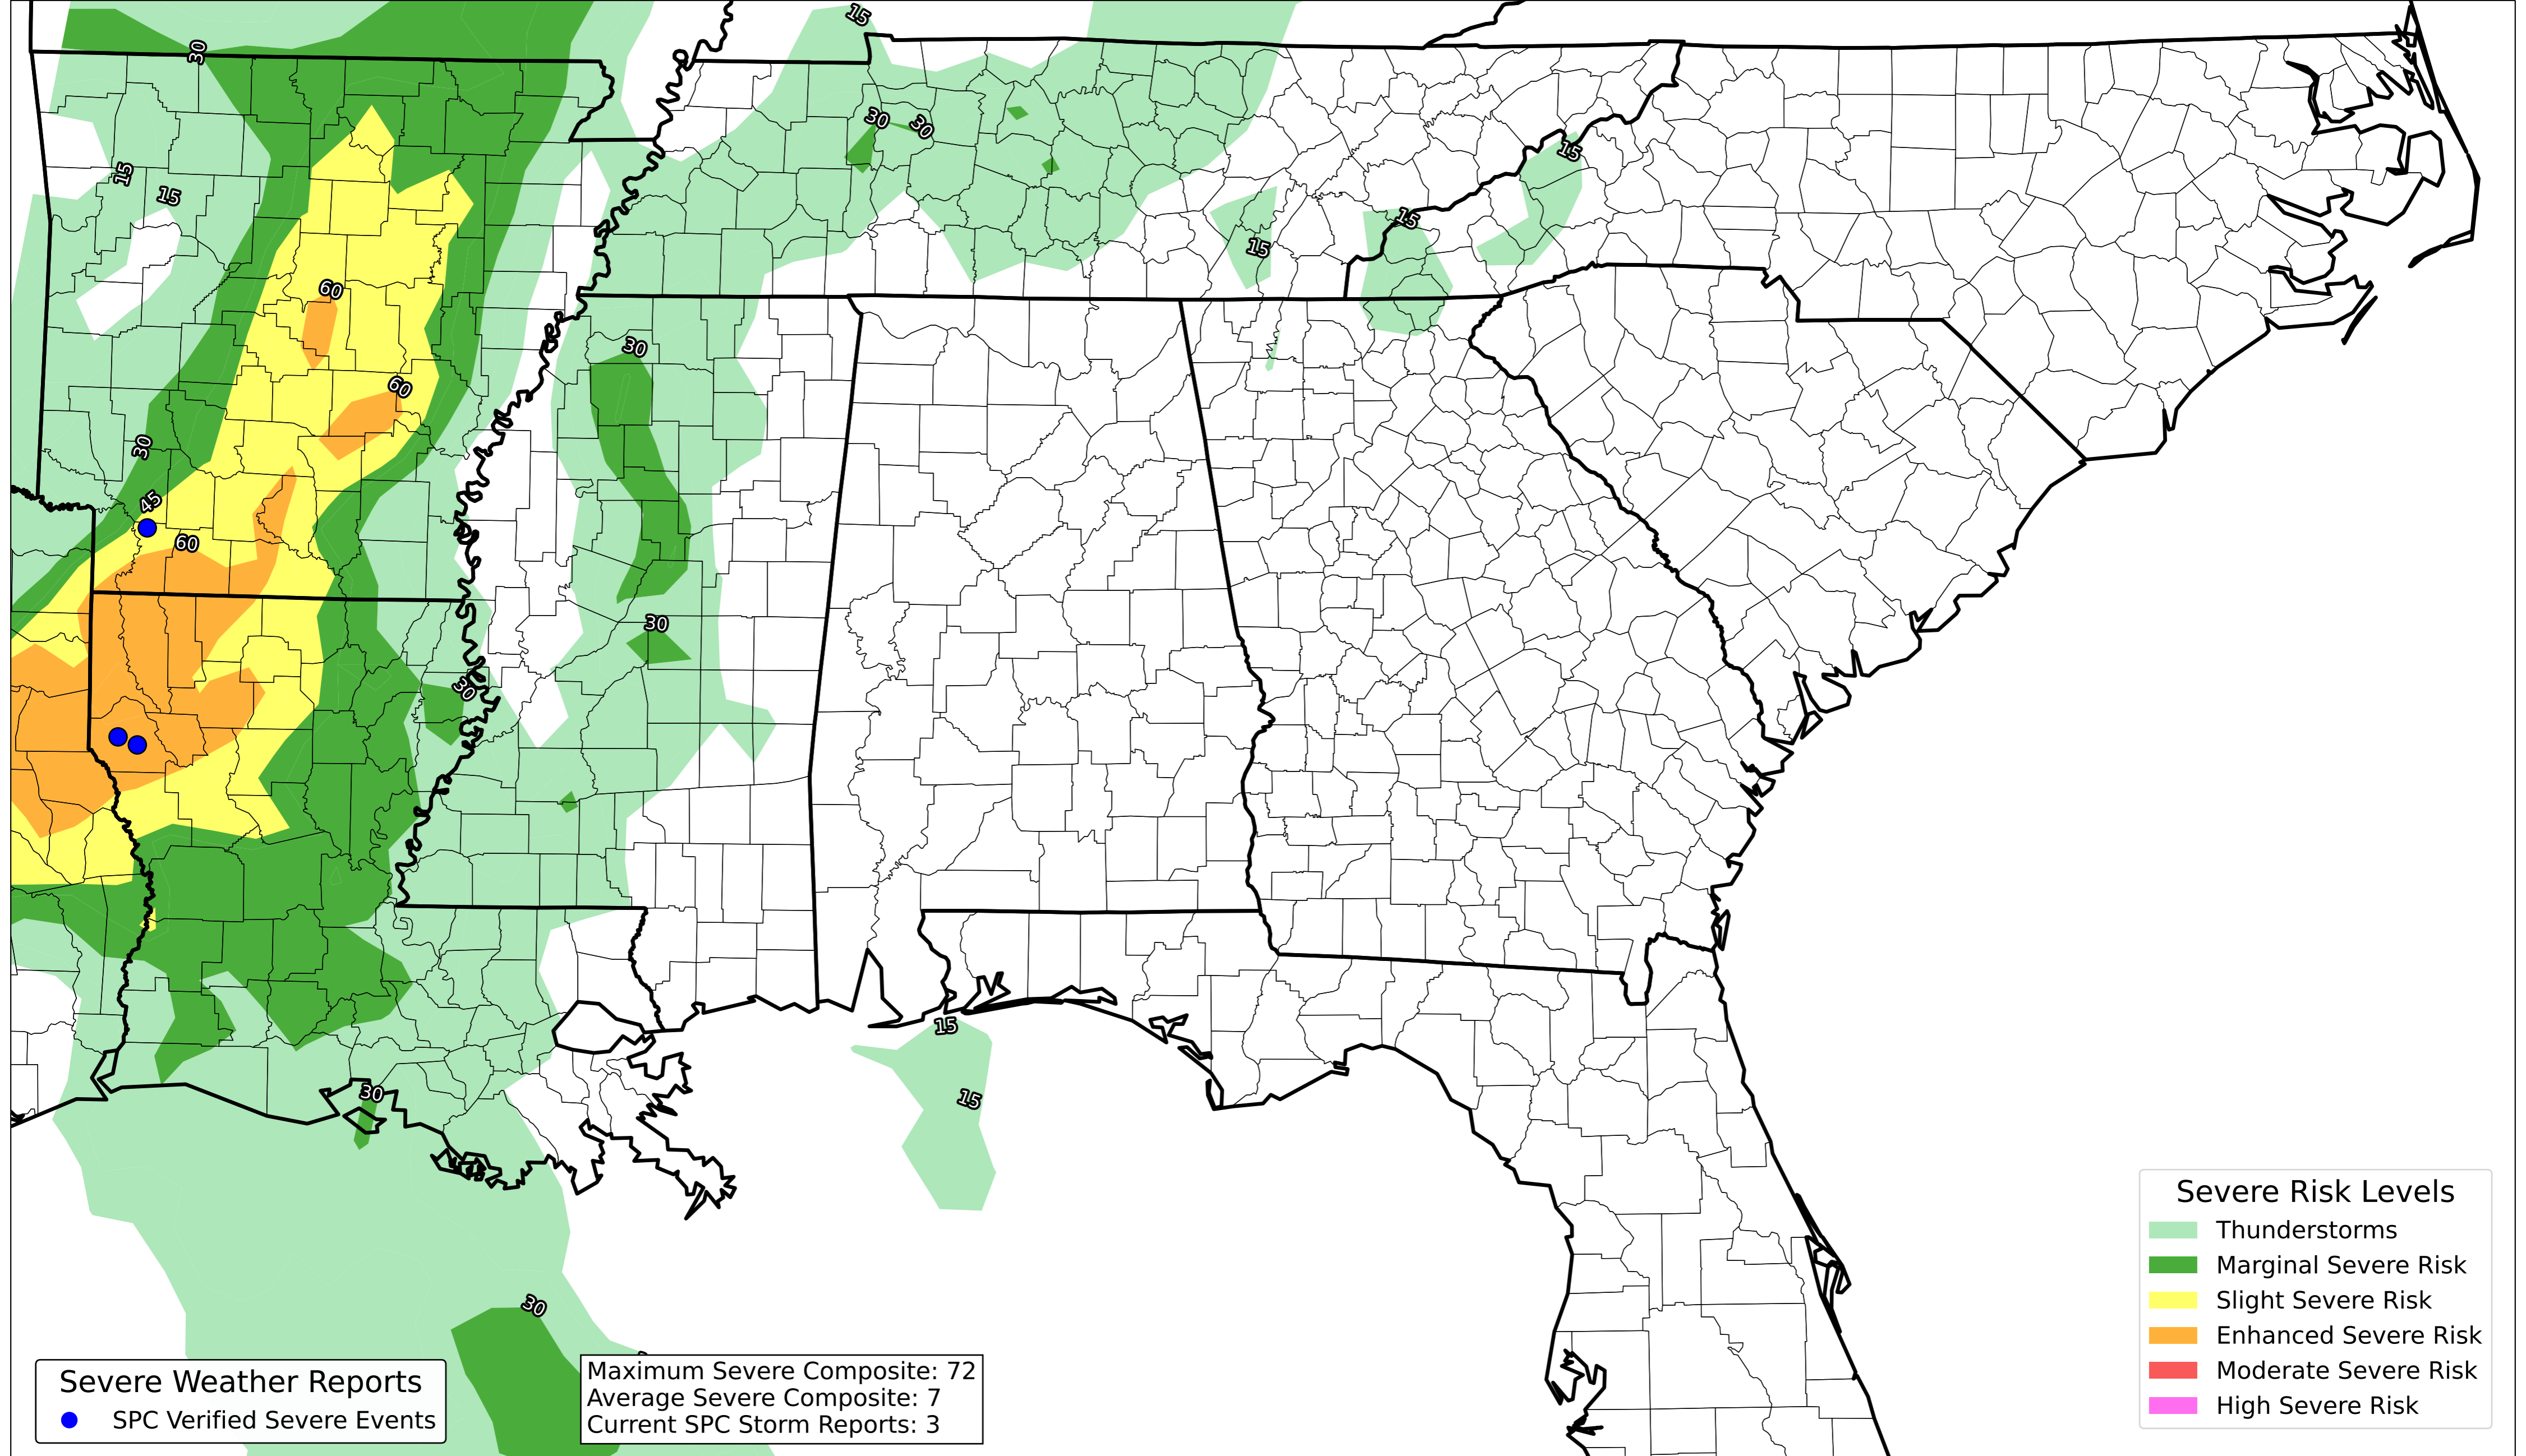 15
30
30
30
15
15
15
15
15
60
30
60
30
45
60
30
30
15
15
30
30
Severe Weather Reports
SPC Verified Severe Events
Maximum Severe Composite: 72
Average Severe Composite: 7
Current SPC Storm Reports: 3
Severe Risk Levels
Thunderstorms
Marginal Severe Risk
Slight Severe Risk
Enhanced Severe Risk
Moderate Severe Risk
High Severe Risk